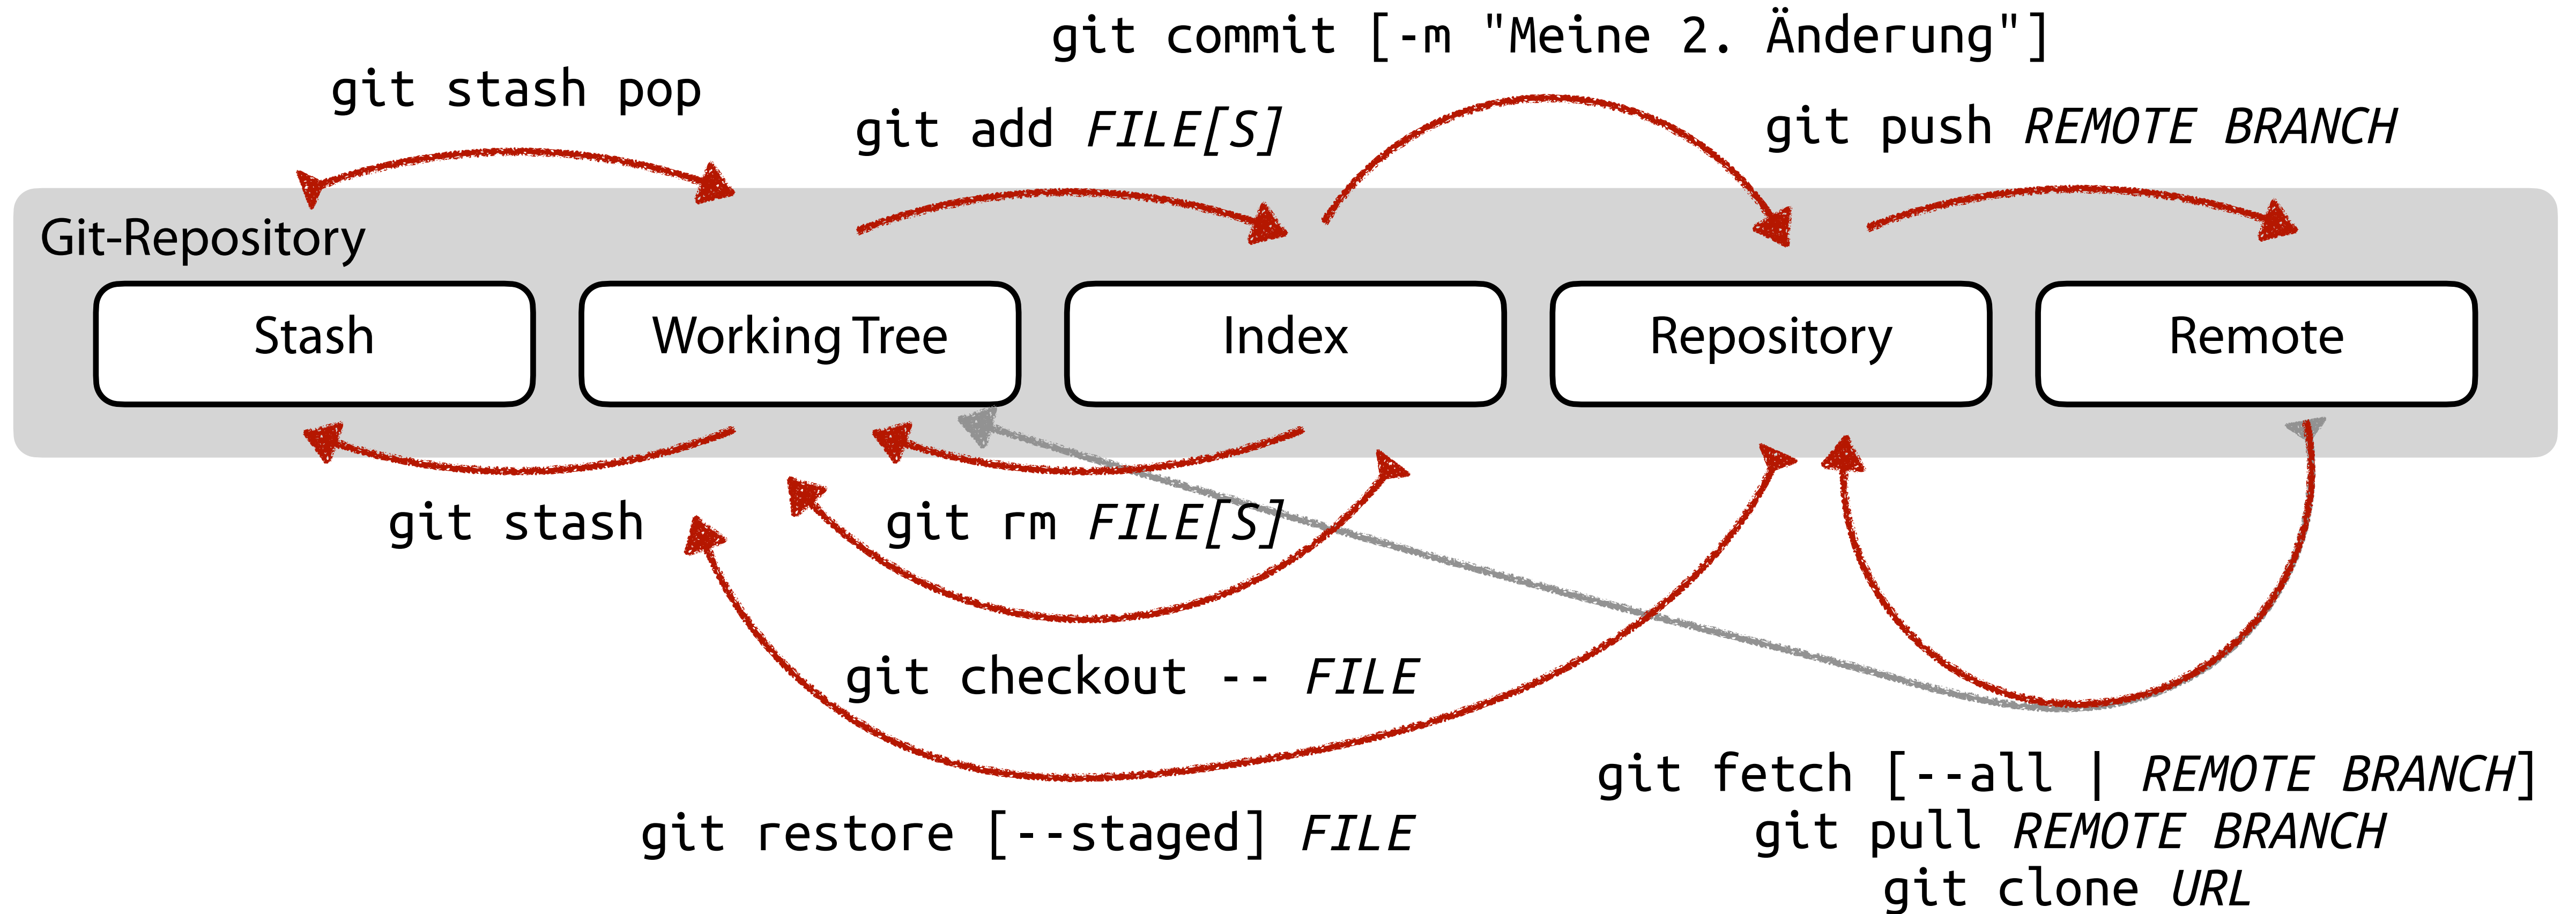 git commit [-m "Meine 2. Änderung"]
git stash pop
git add FILE[S]
git push REMOTE BRANCH
Git-Repository
Stash
Working Tree
Index
Repository
Remote
git stash
git rm FILE[S]
git checkout -- FILE
git restore [--staged] FILE
git fetch [--all | REMOTE BRANCH]
git pull REMOTE BRANCH
git clone URL